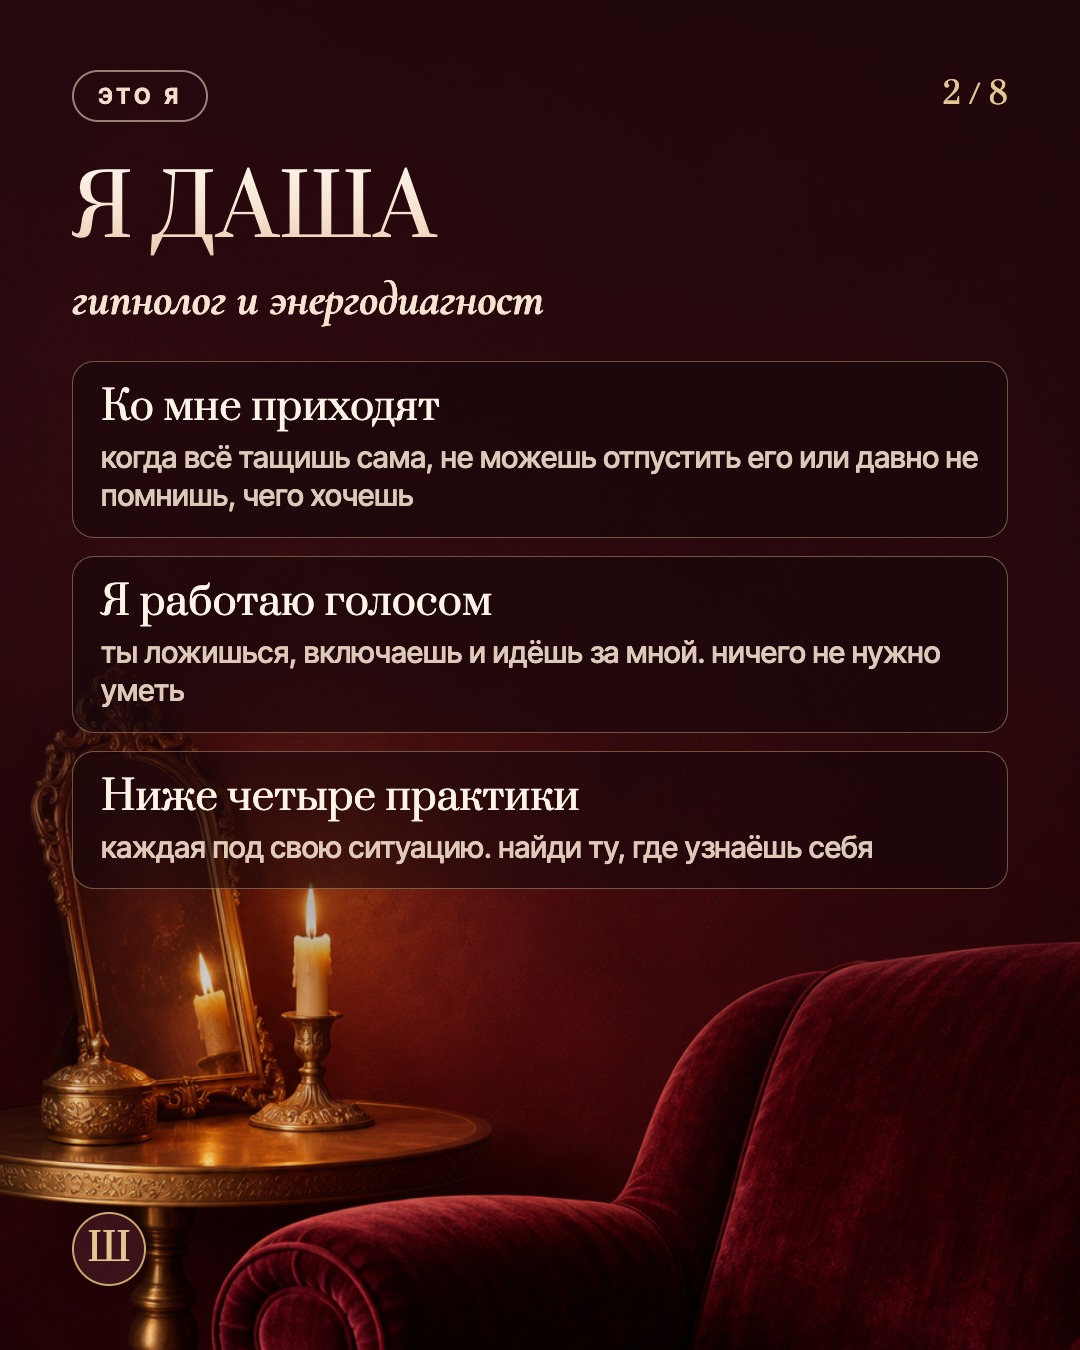 ЭТО Я
2 / 8
Я ДАША
гипнолог и энергодиагност
Ко мне приходят
когда всё тащишь сама, не можешь отпустить его или давно не
помнишь, чего хочешь
Я работаю голосом
ты ложишься, включаешь и идёшь за мной. ничего не нужно
уметь
Ниже четыре практики
каждая под свою ситуацию. найди ту, где узнаёшь себя
Ш